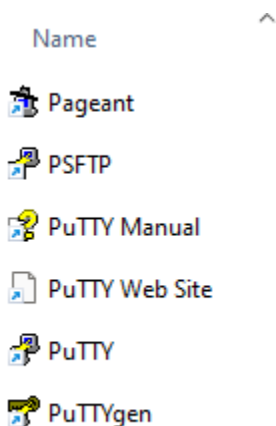 Name
Pageant
PSFTP
PuTTY Manual
PuTTY Web Site
PuTTY
PuTTYgen